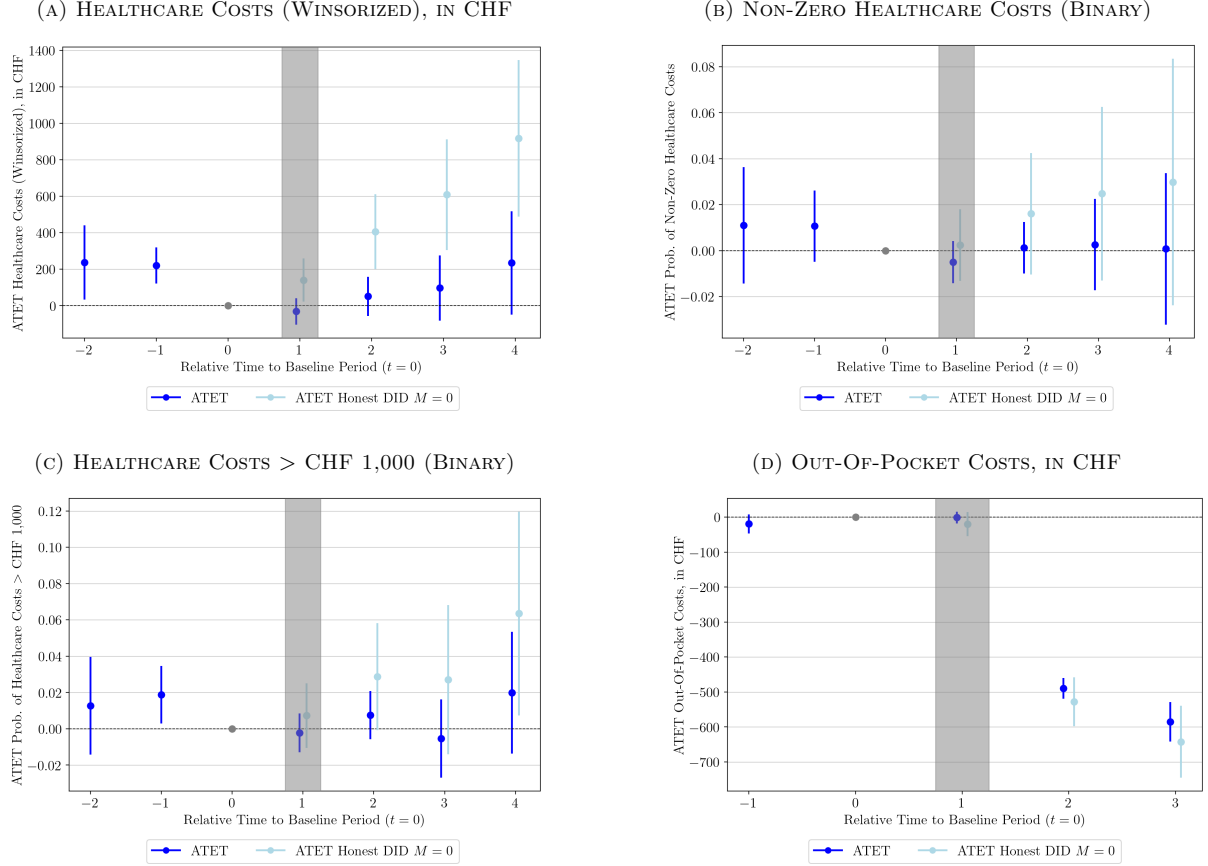 (A) Healthcare Costs (Winsorized), in CHF
ATET Healthcare Costs (Winsorized), in CHF
1400
1200
1000
800
600
400
200
0
−2 −1 0 1 2 3 4
Relative Time to Baseline Period (t = 0)
ATET ATET Honest DID M = 0
(B) Non-Zero Healthcare Costs (Binary)
ATET Prob. of Non-Zero Healthcare Costs
0.08
0.06
0.04
0.02
0.00
−0.02
−2 −1 0 1 2 3 4
Relative Time to Baseline Period (t = 0)
ATET ATET Honest DID M = 0
(C) Healthcare Costs > CHF 1,000 (Binary)
ATET Prob. of Healthcare Costs > CHF 1,000
0.12
0.10
0.08
0.06
0.04
0.02
0.00
−0.02
−2 −1 0 1 2 3 4
Relative Time to Baseline Period (t = 0)
ATET ATET Honest DID M = 0
(D) Out-Of-Pocket Costs, in CHF
ATET Out-Of-Pocket Costs, in CHF
0
−100
−200
−300
−400
−500
−600
−700
−1 0 1 2 3
Relative Time to Baseline Period (t = 0)
ATET ATET Honest DID M = 0